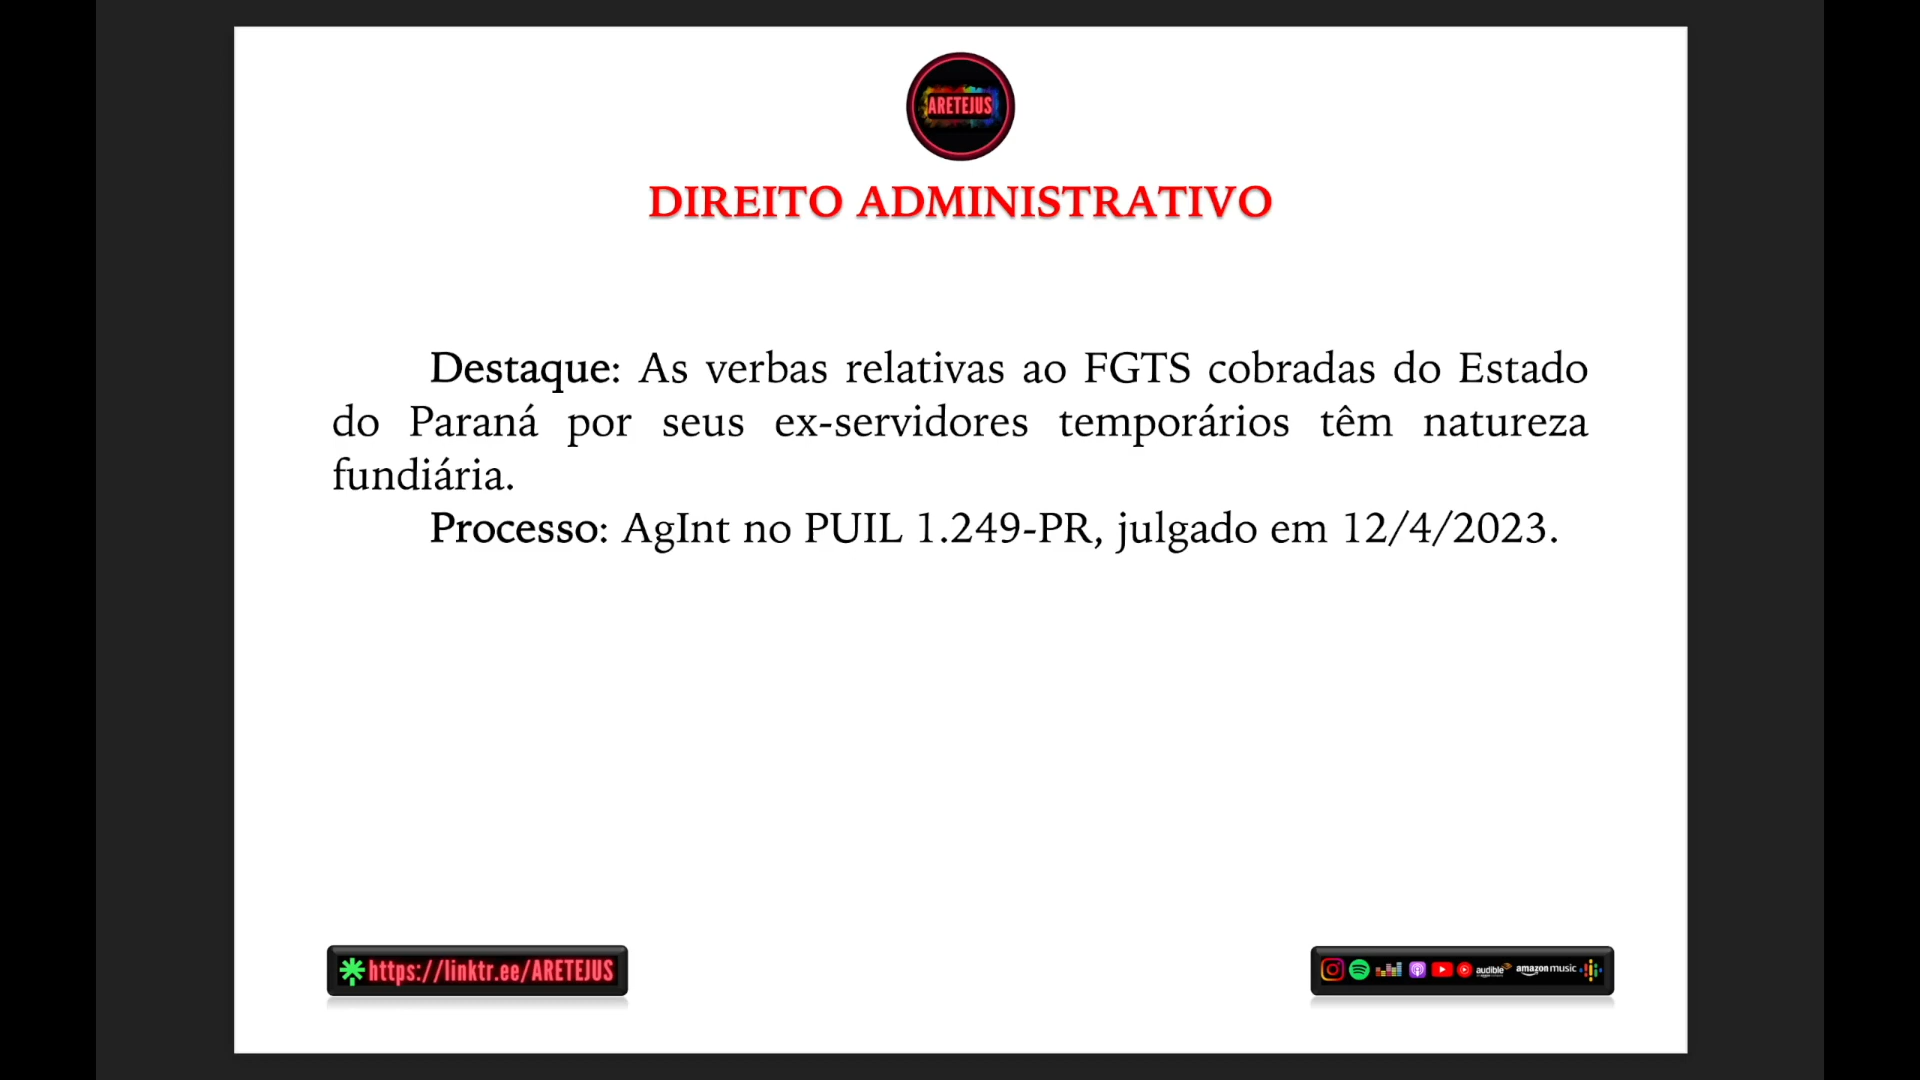 ARETEJUS
DIREITO ADMINISTRATIVO
Destaque: As verbas relativas ao FGTS cobradas do Estado
do Paraná por seus ex-servidores temporários têm natureza
fundiária.
Processo: AgInt no PUIL 1.249-PR, julgado em 12/4/2023.
https://linktr.ee/ARETEJUS
audible amazon music